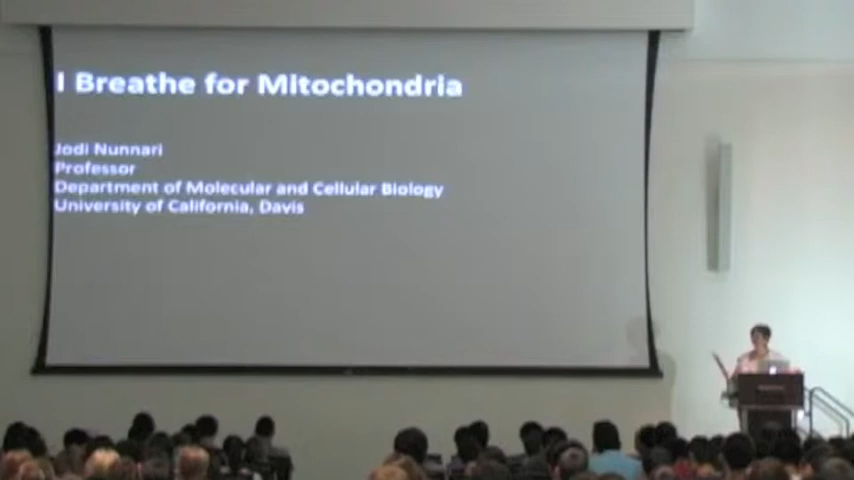 I Breathe for Mitochondria
Jodi Nunnari
Professor
Department of Molecular and Cellular Biology
University of California, Davis